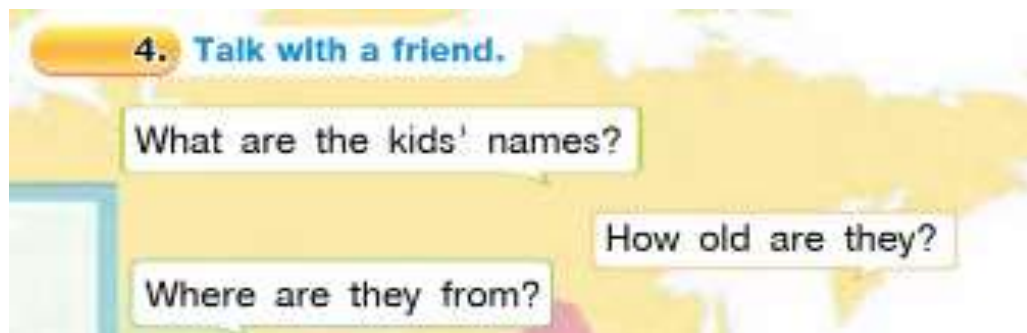 4. Talk with a friend.
What are the kids' names?
How old are they?
Where are they from?